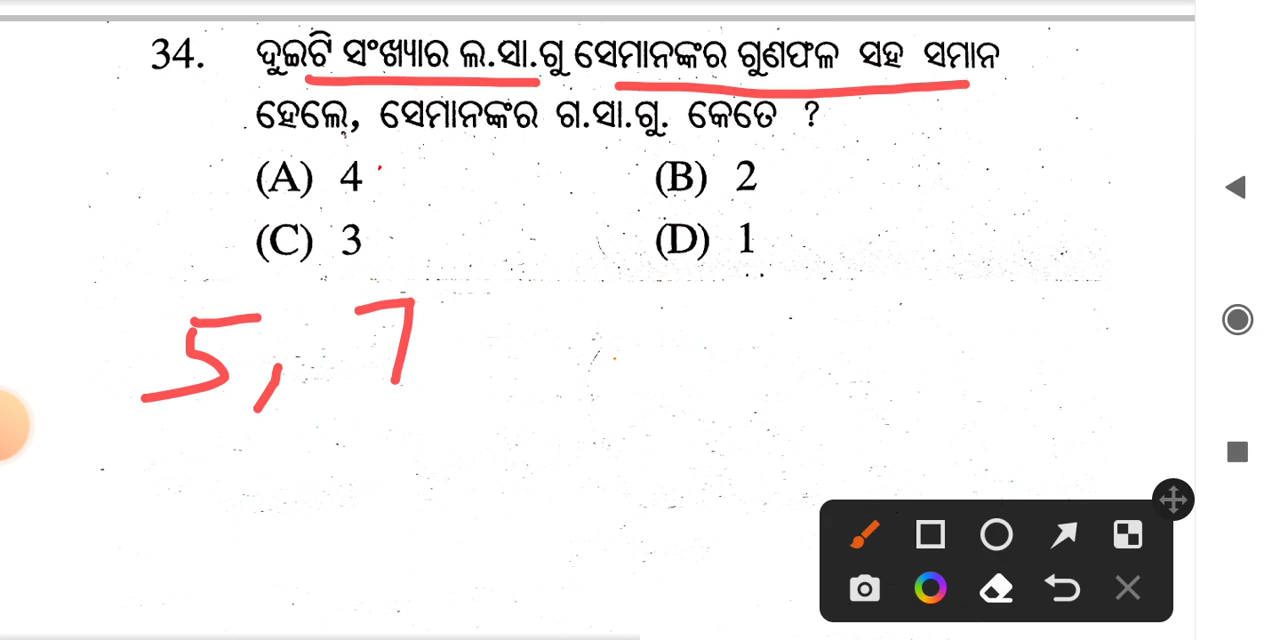 34. ଦୁଇଟି ସଂଖ୍ୟାର ଲ.ସା.ଗୁ ସେମାନଙ୍କର ଗୁଣଫଳ ସହ ସମାନ
ହେଲେ, ସେମାନଙ୍କର ଗ.ସା.ଗୁ. କେତେ ?
(A) 4 (B) 2
(C) 3 (D) 1
5, 7